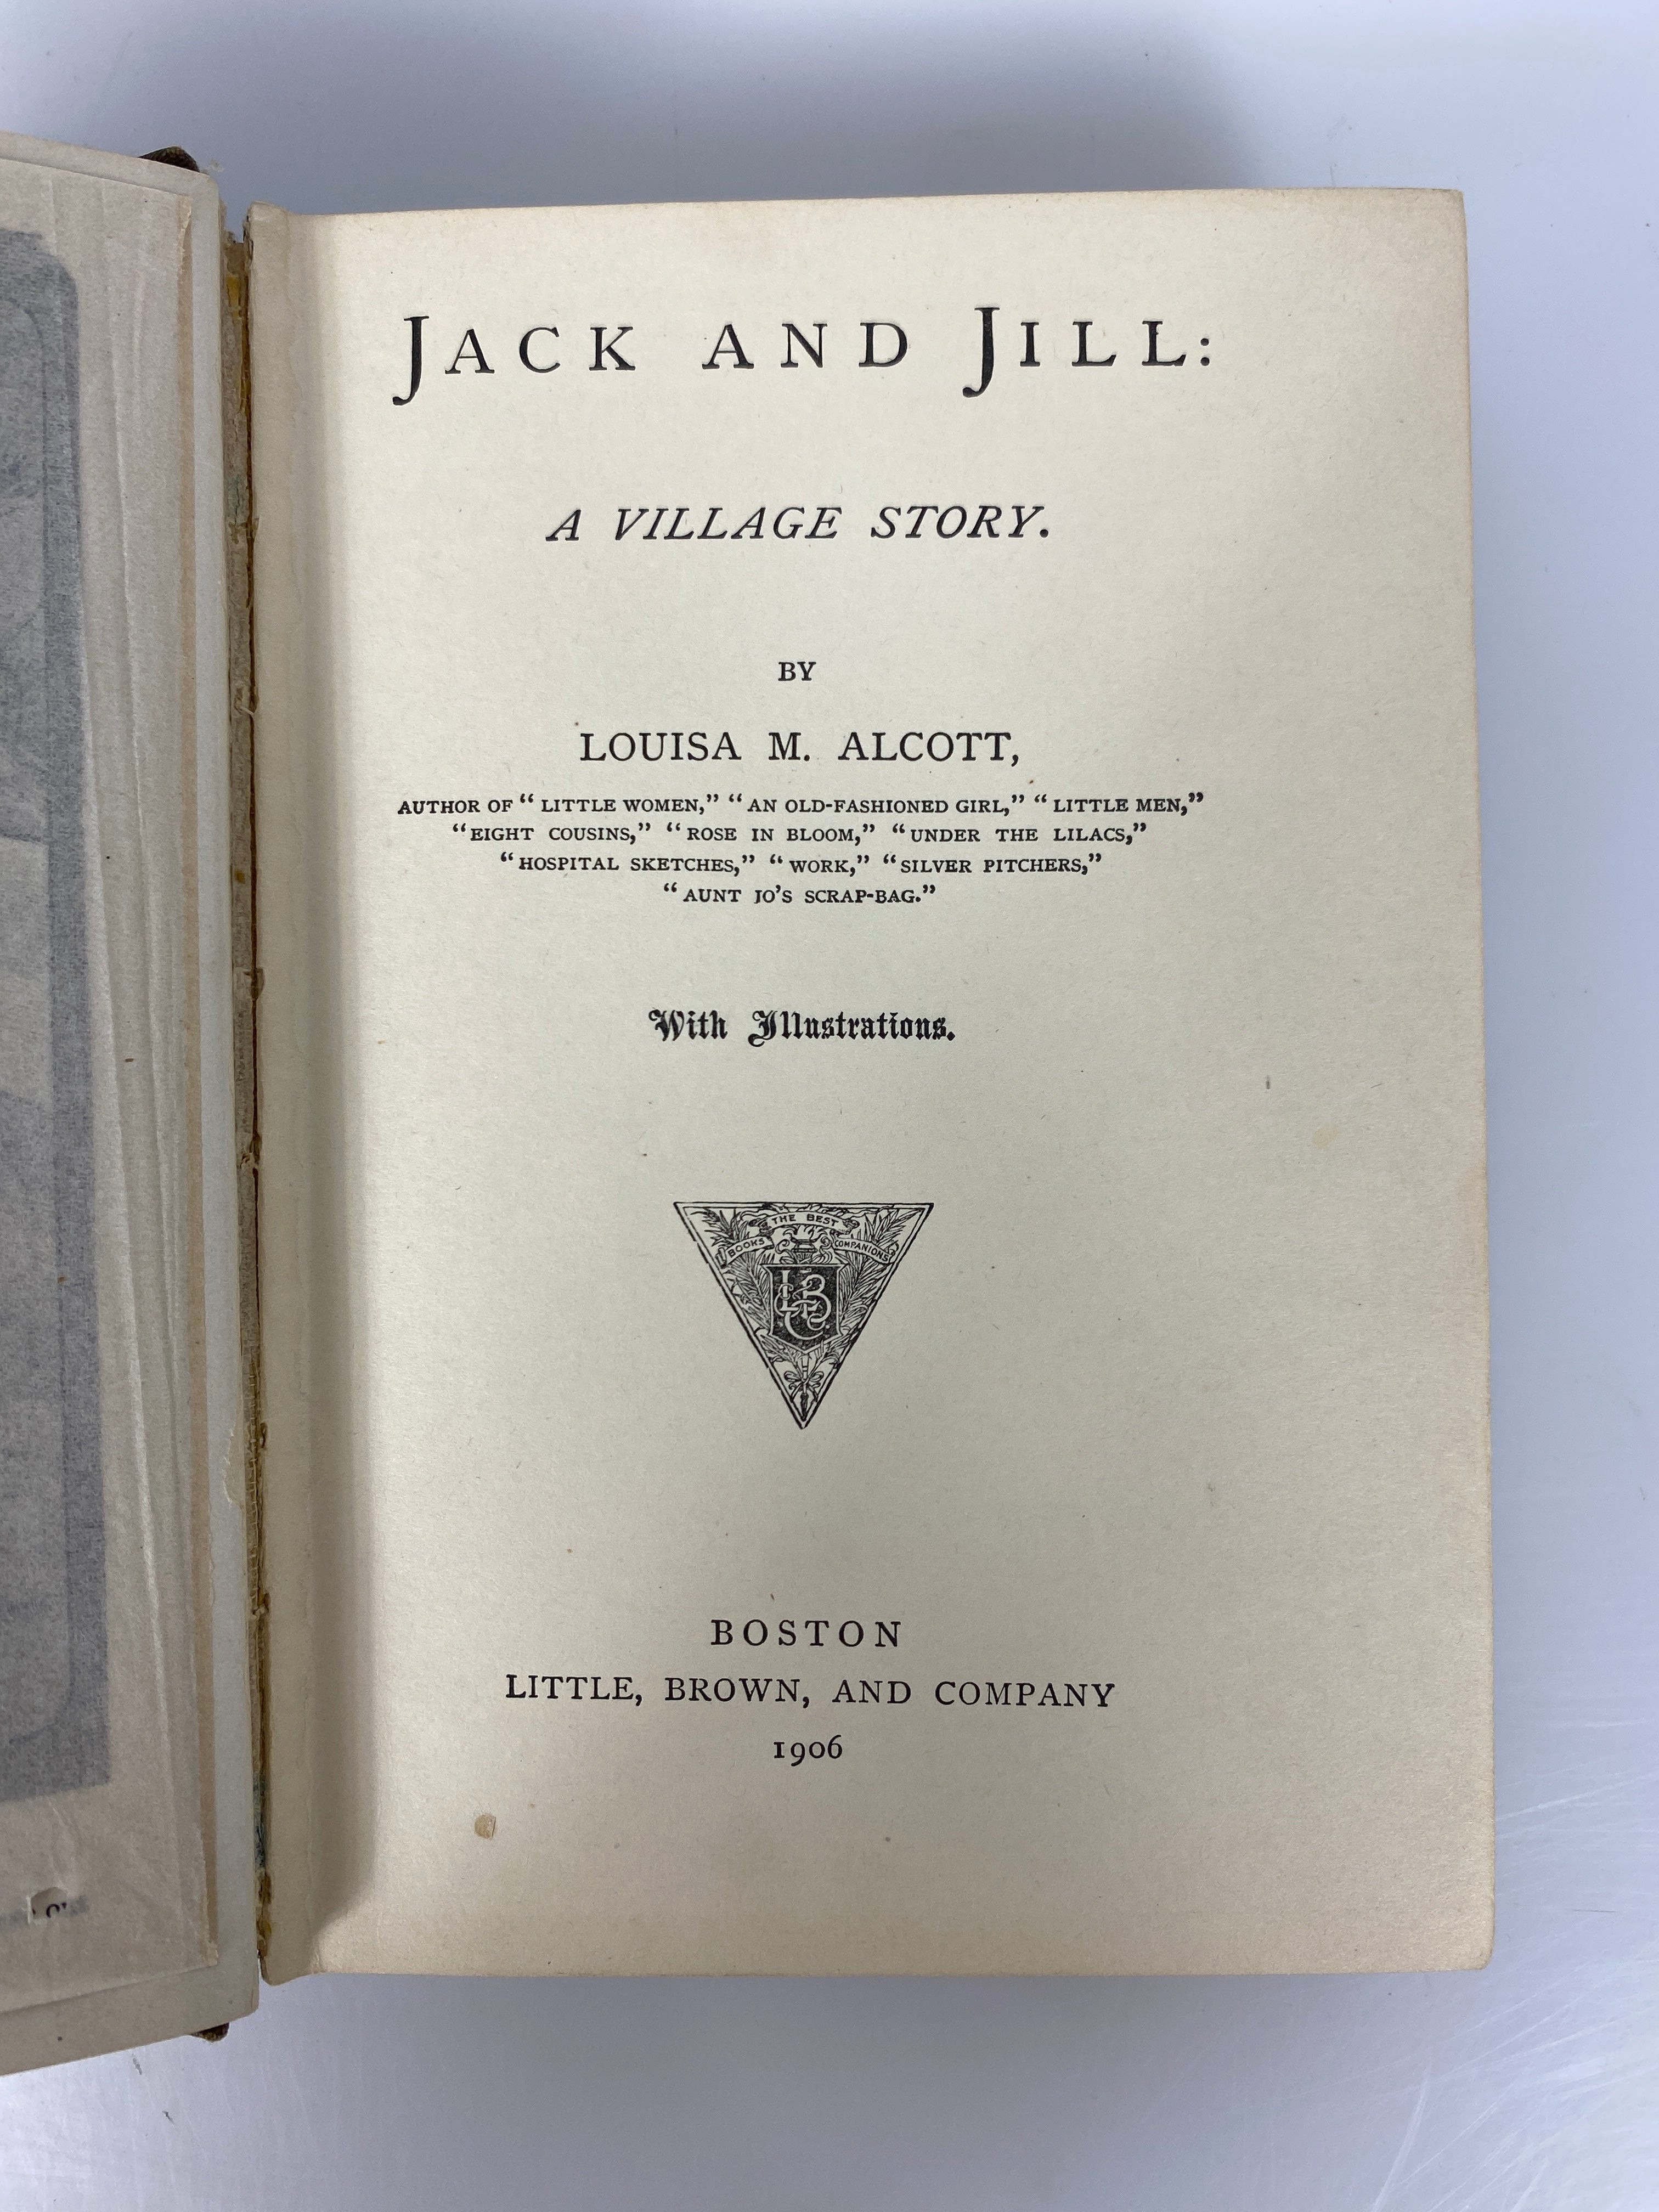 JACK AND JILL:
A VILLAGE STORY.
BY
LOUISA M. ALCOTT,
AUTHOR OF “LITTLE WOMEN,” “AN OLD-FASHIONED GIRL,” “LITTLE MEN,”
“EIGHT COUSINS,” “ROSE IN BLOOM,” “UNDER THE LILACS,”
“HOSPITAL SKETCHES,” “WORK,” “SILVER PITCHERS,”
“AUNT JO’S SCRAP-BAG.”
With Illustrations.
THE BEST
BOOKS COMPANIONS
LB&Co.
BOSTON
LITTLE, BROWN, AND COMPANY
1906